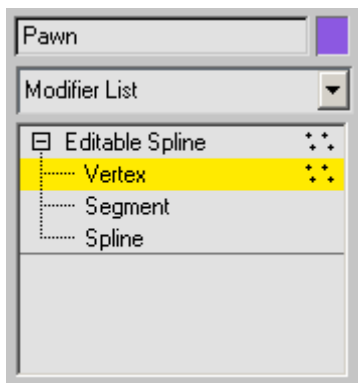 Pawn
Modifier List
Editable Spline
Vertex
Segment
Spline